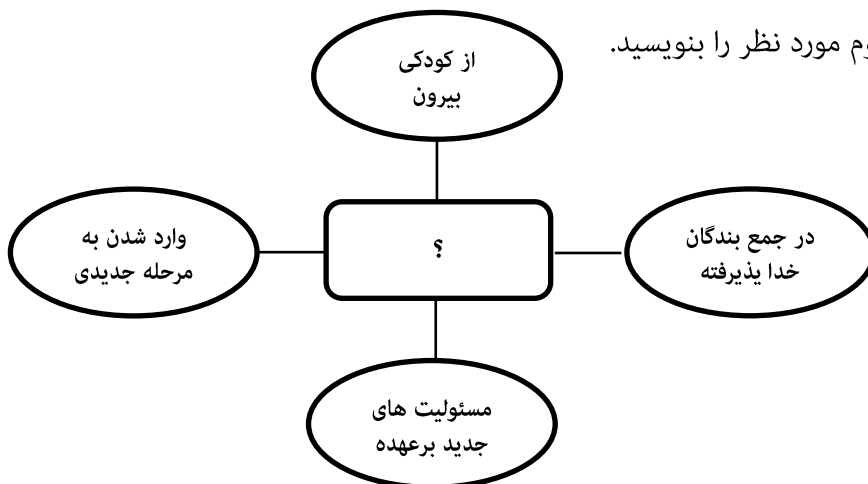 مورد نظر را بنویسید.
از کودکی
بیرون
وارد شدن به
مرحله جدیدی
؟
در جمع بندگان
خدا پذیرفته
مسئولیت های
جدید برعهده